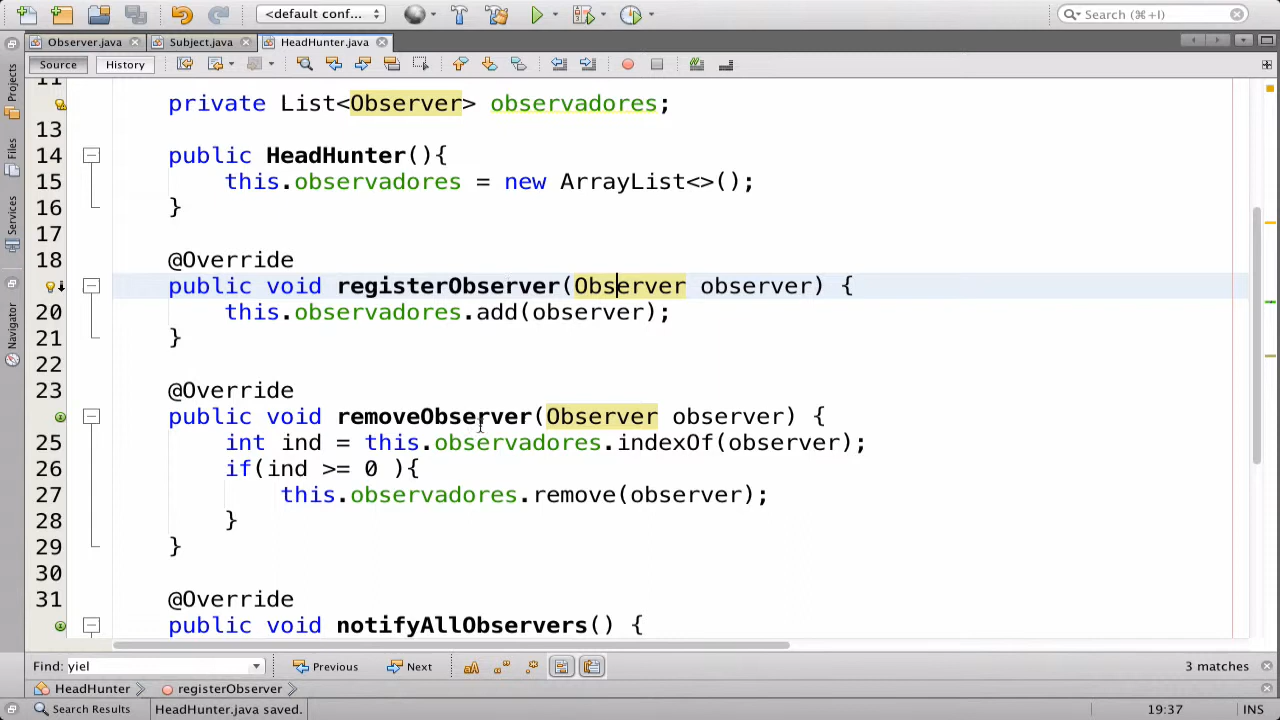 <default conf...
Search (⌘+I)
Observer.java
Subject.java
HeadHunter.java
Source
History
Projects
Files
Services
Navigator
11
private List<Observer> observadores;
13
14 public HeadHunter(){
15 this.observadores = new ArrayList<>();
16 }
17
18 @Override
public void registerObserver(Observer observer) {
20 this.observadores.add(observer);
21 }
22
23 @Override
public void removeObserver(Observer observer) {
25 int ind = this.observadores.indexOf(observer);
26 if(ind >= 0 ){
27 this.observadores.remove(observer);
28 }
29 }
30
31 @Override
public void notifyAllObservers() {
Find: yiel Previous Next 3 matches
HeadHunter registerObserver
Search Results HeadHunter.java saved. 19:37 INS